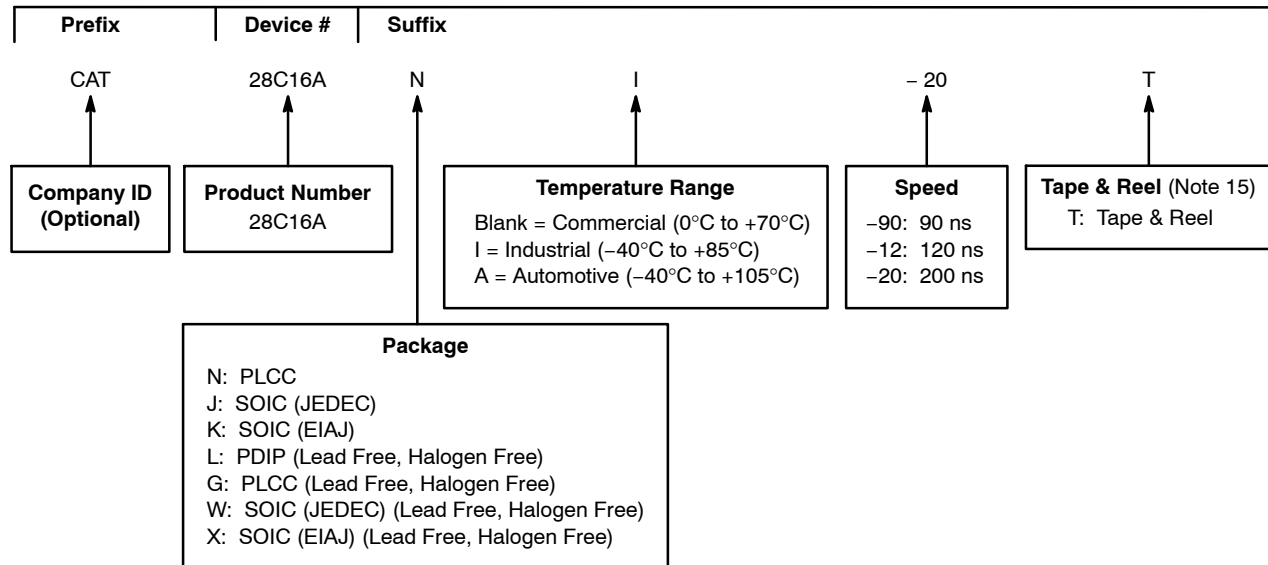 Prefix Device # Suffix
CAT 28C16A N I – 20 T
Company ID
(Optional)
Product Number
28C16A
Temperature Range
Blank = Commercial (0°C to +70°C)
I = Industrial (−40°C to +85°C)
A = Automotive (−40°C to +105°C)
Speed
−90: 90 ns
−12: 120 ns
−20: 200 ns
Tape & Reel (Note 15)
T: Tape & Reel
Package
N: PLCC
J: SOIC (JEDEC)
K: SOIC (EIAJ)
L: PDIP (Lead Free, Halogen Free)
G: PLCC (Lead Free, Halogen Free)
W: SOIC (JEDEC) (Lead Free, Halogen Free)
X: SOIC (EIAJ) (Lead Free, Halogen Free)